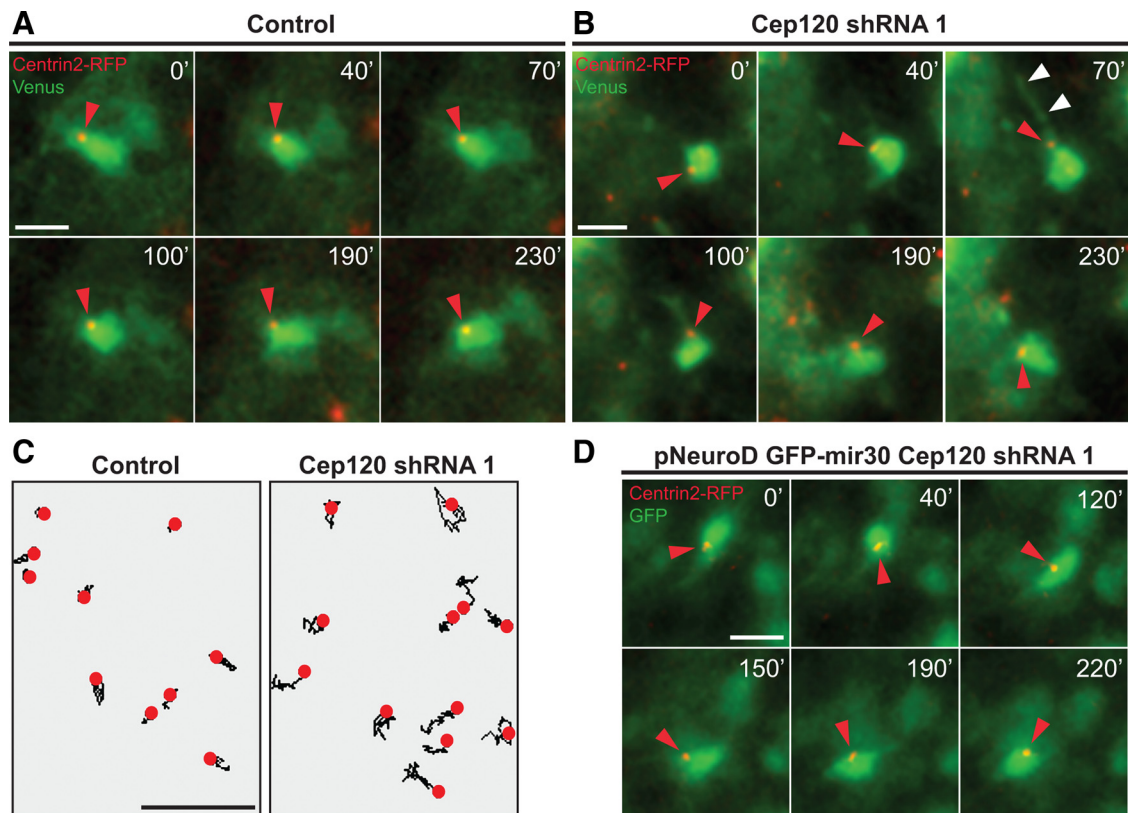 A
Control
Centrin2-RFP
Venus
0'
40'
70'
100'
190'
230'
B
Cep120 shRNA 1
Centrin2-RFP
Venus
0'
40'
70'
100'
190'
230'
C
Control
Cep120 shRNA 1
D
pNeuroD GFP-mir30 Cep120 shRNA 1
Centrin2-RFP
GFP
0'
40'
120'
150'
190'
220'